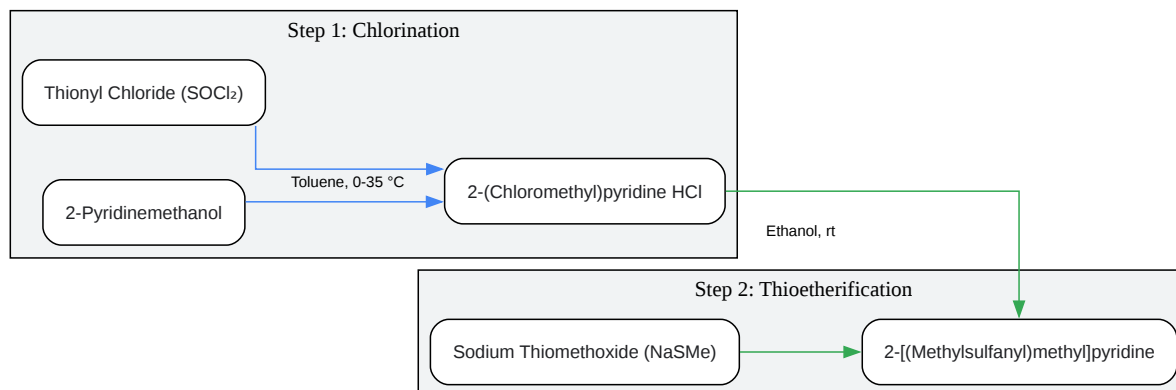 Step 1: Chlorination
Thionyl Chloride (SOCl₂)
Toluene, 0-35 °C
2-(Chloromethyl)pyridine HCl
2-Pyridinemethanol
Ethanol, rt
Step 2: Thioetherification
Sodium Thiomethoxide (NaSMe)
2-[(Methylsulfanyl)methyl]pyridine